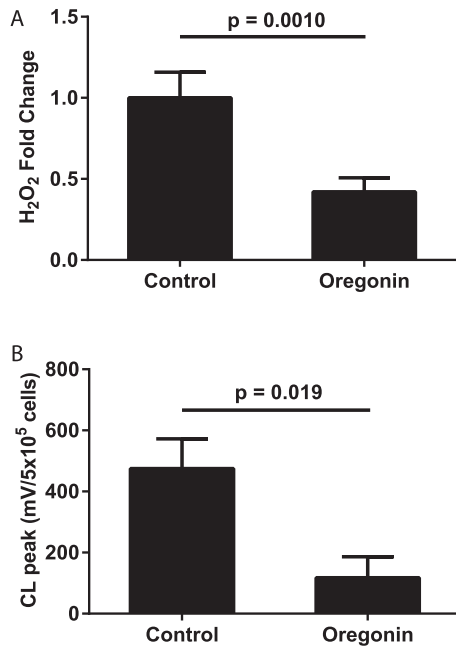 A
p = 0.0010
H₂O₂ Fold Change
1.5
1.0
0.5
0.0
Control Oregonin
B
p = 0.019
CL peak (mV/5x10⁵ cells)
800
600
400
200
0
Control Oregonin